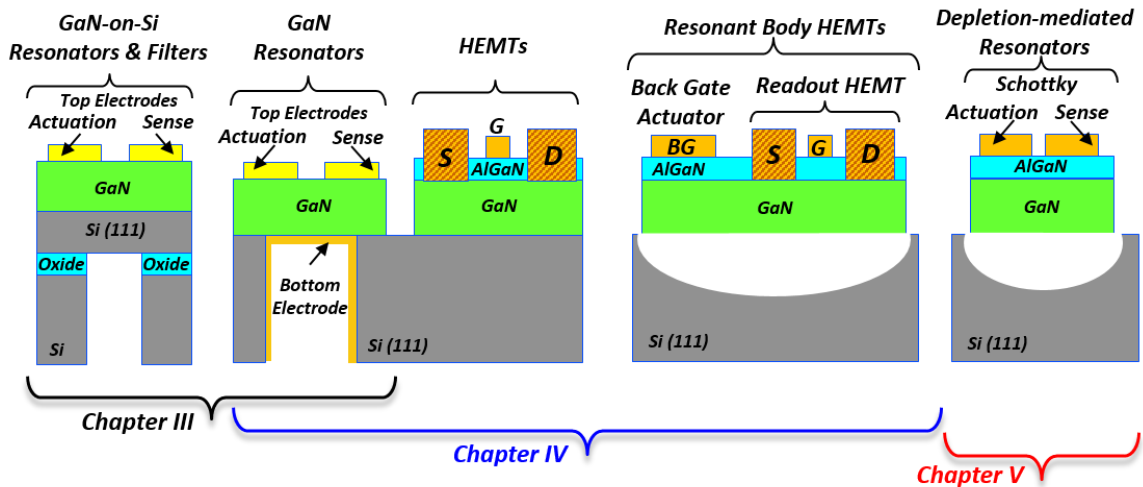 GaN-on-Si
Resonators & Filters
Top Electrodes
Actuation
Sense
GaN
Si (111)
Oxide
Oxide
Si
GaN
Resonators
Top Electrodes
Actuation
Sense
GaN
Bottom
Electrode
HEMTs
G
S
D
AlGaN
GaN
Si (111)
Resonant Body HEMTs
Back Gate
Actuator
Readout HEMT
BG
S
G
D
AlGaN
GaN
Si (111)
Depletion-mediated
Resonators
Schottky
Actuation
Sense
AlGaN
GaN
Si (111)
Chapter III
Chapter IV
Chapter V